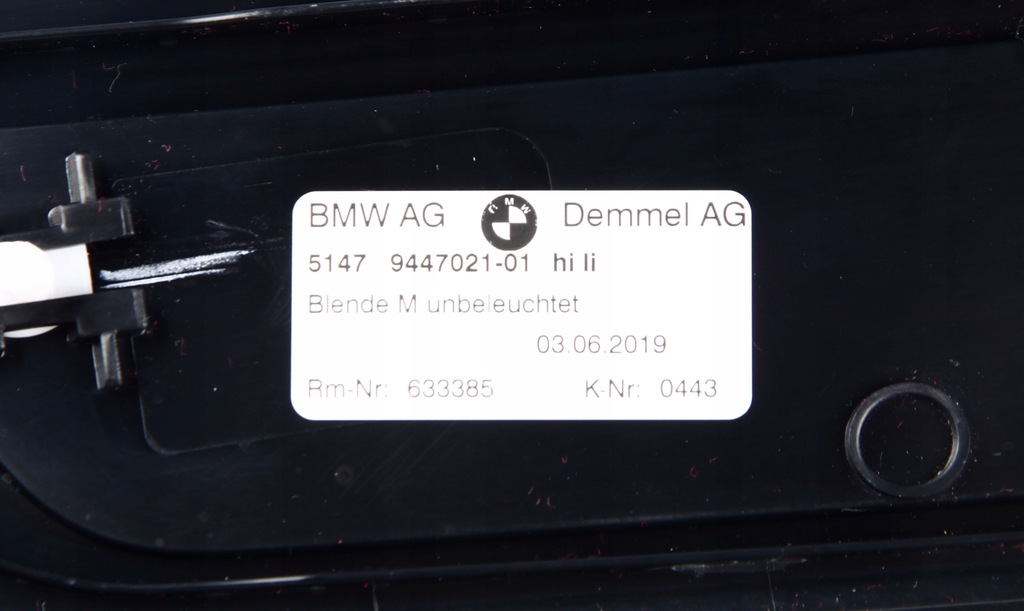 BMW AG BMW Demmel AG
5147 9447021-01 hi li
Blende M unbeleuchtet
03.06.2019
Rm-Nr: 633385 K-Nr: 0443